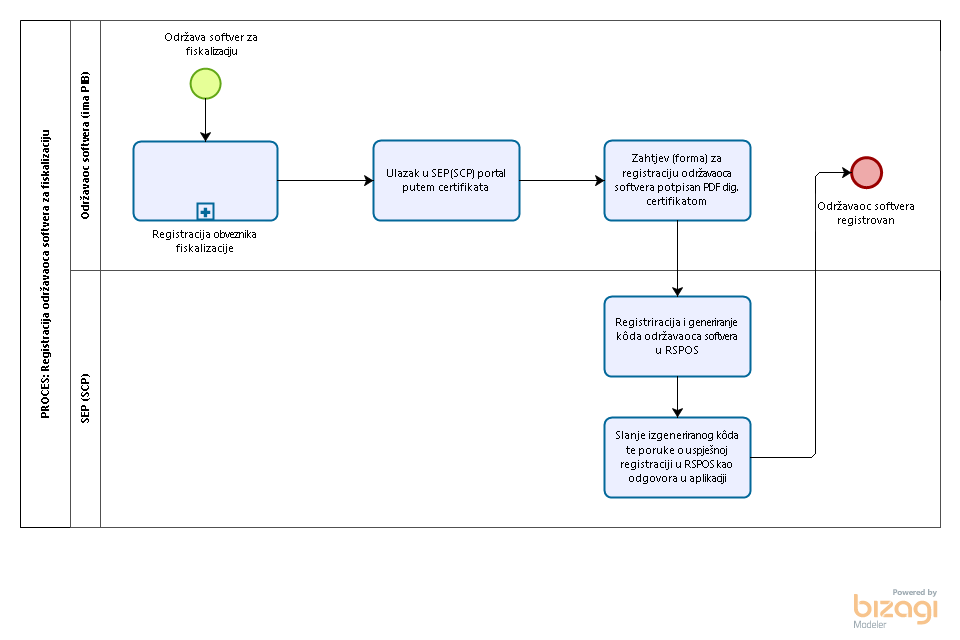 PROCES: Registracija održavaoca softvera za fiskalizaciju
Održavaoc softvera (ima PIB)
Održava softver za
fiskalizaciju
Registracija obveznika
fiskalizacije
Ulazak u SEP(SCP) portal
putem certifikata
Zahtjev (forma) za
registraciju održavaoca
softvera potpisan PDF dig.
certifikatom
Održavaoc softvera
registrovan
SEP (SCP)
Registriracija i generiranje
kôda održavaoca softvera
u RSPOS
Slanje izgeneriranog kôda
te poruke o uspješnoj
registraciji u RSPOS kao
odgovora u aplikaciji
Powered by
bizagi
Modeler